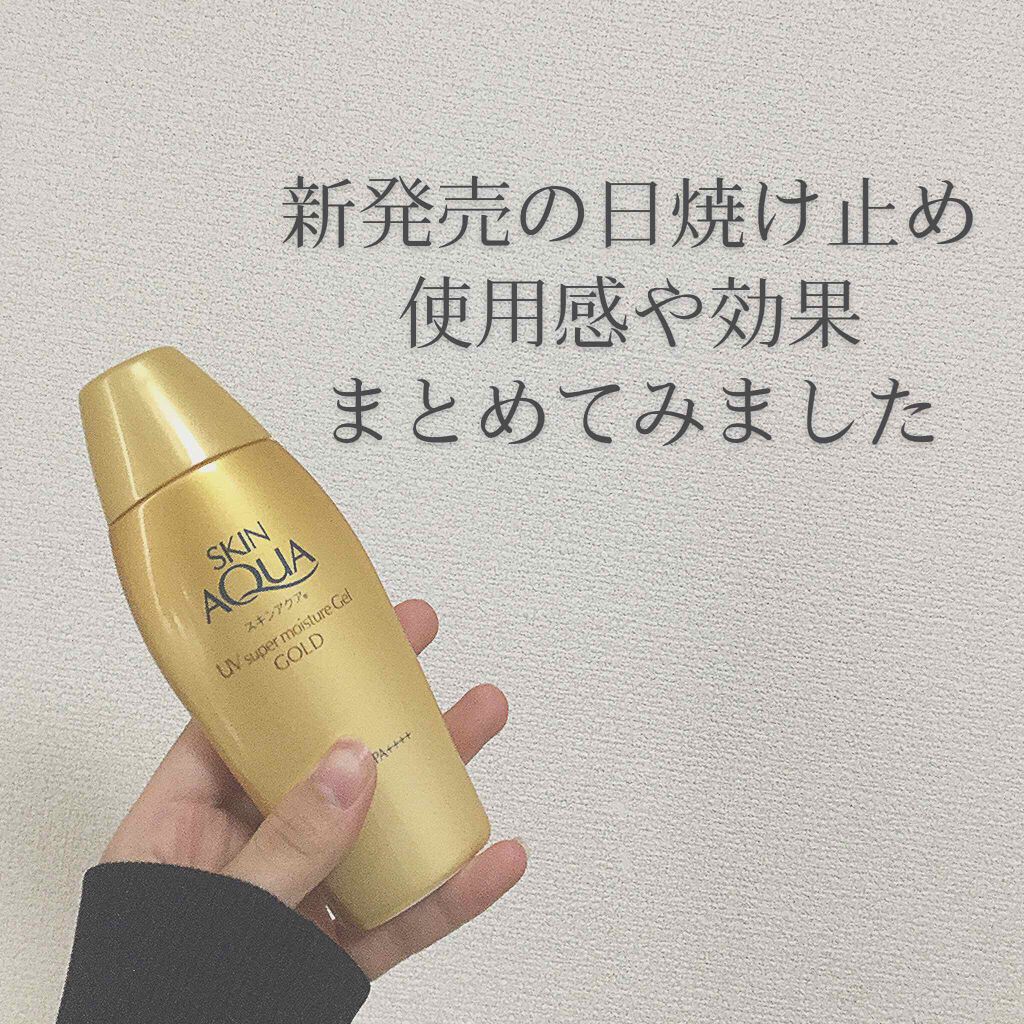 新発売の日焼け止め
使用感や効果
まとめてみました
SKIN
AQUA
スキンアクア®
UV super moisture Gel
GOLD
PA++++